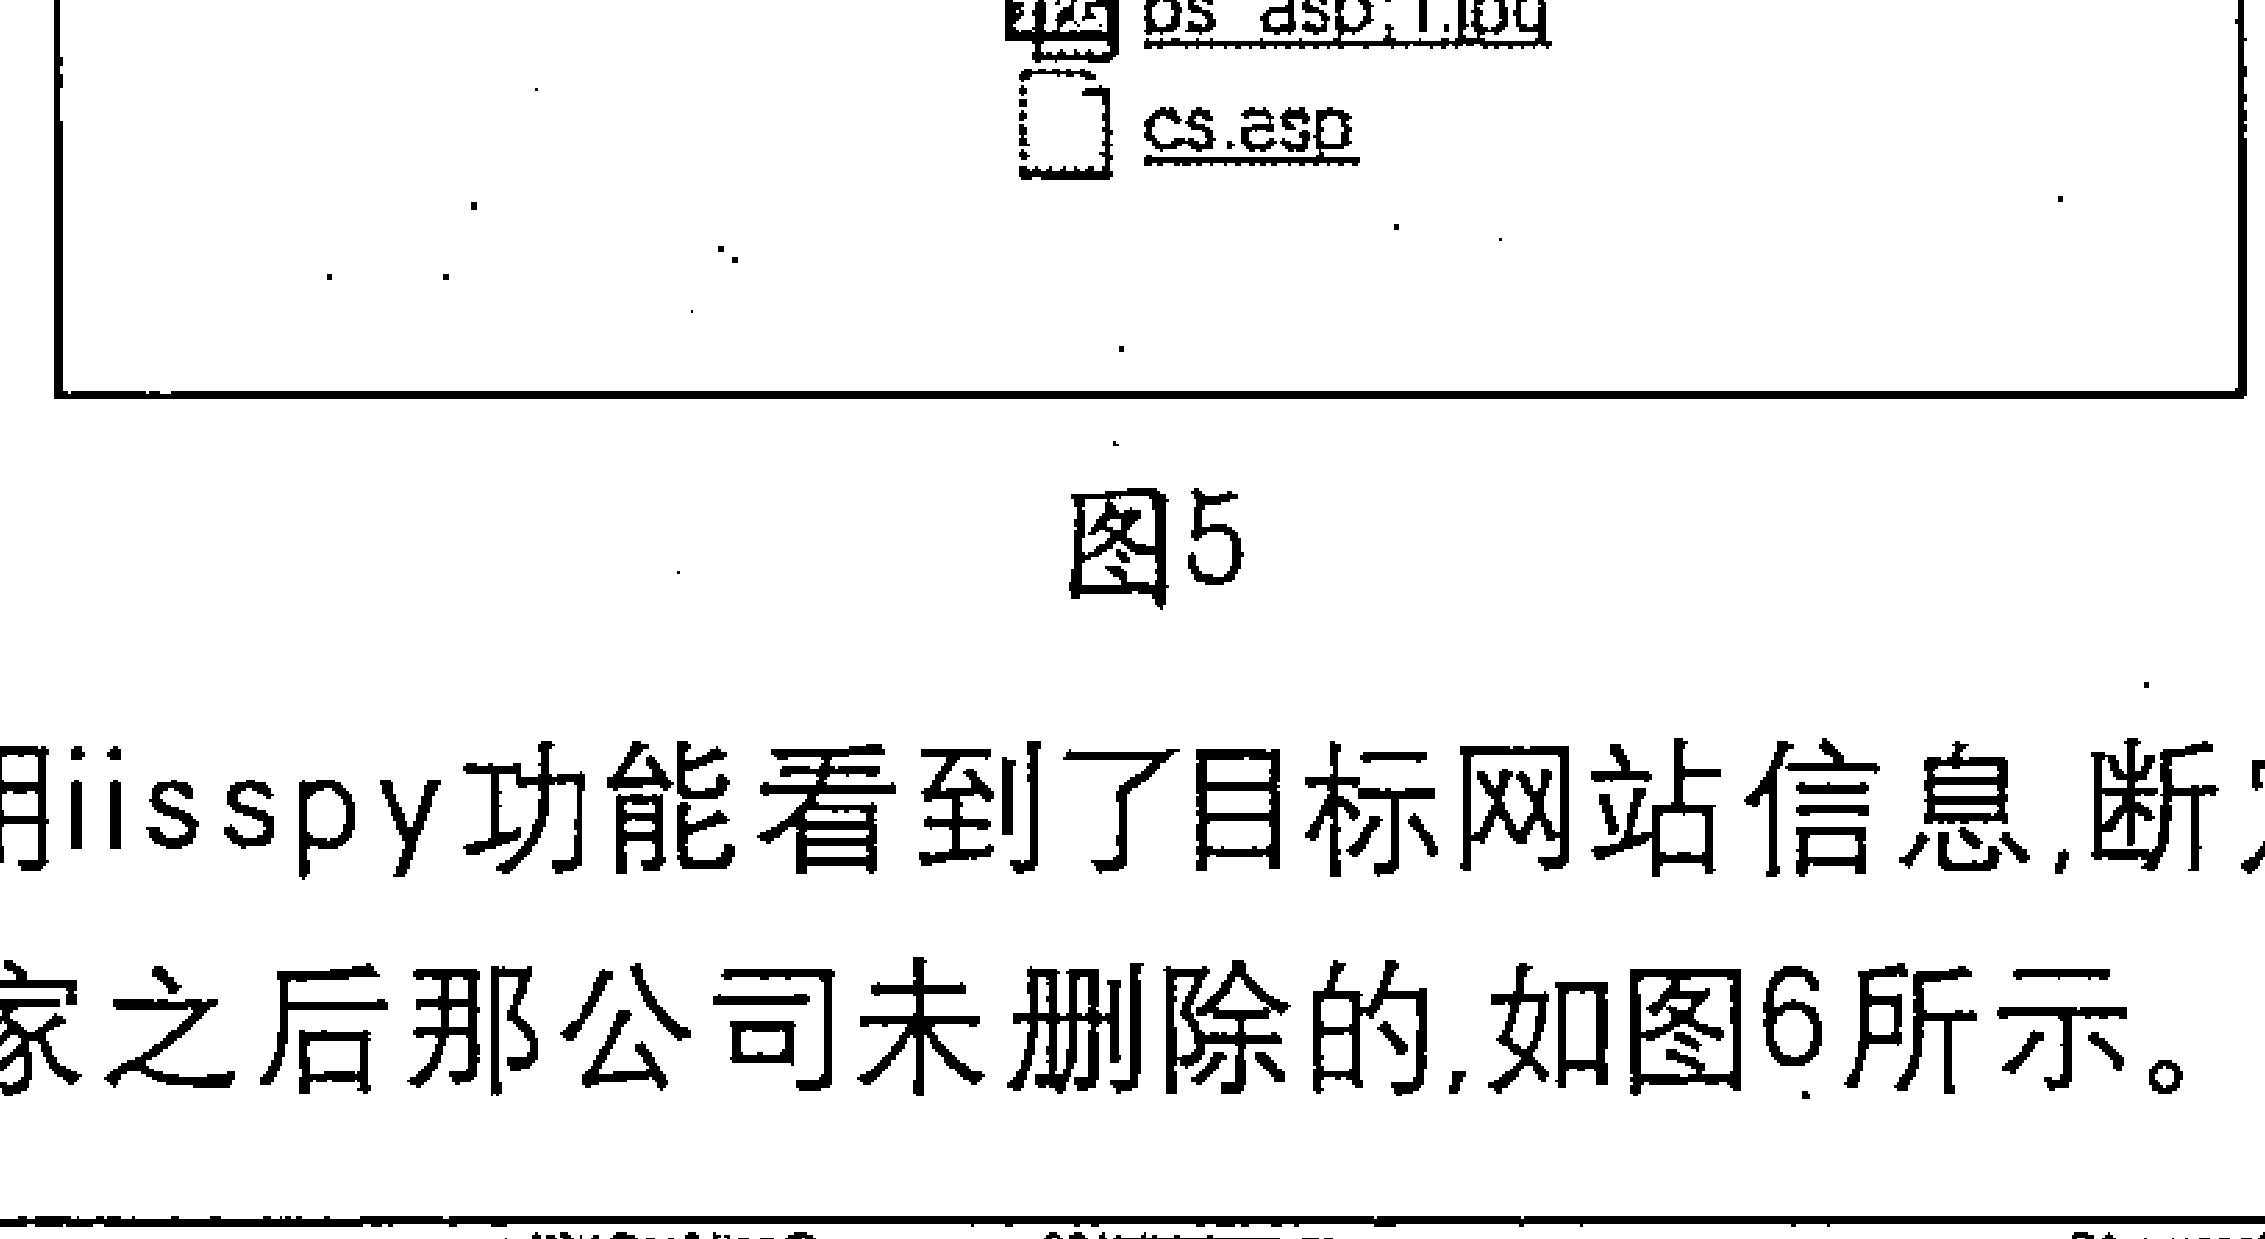 cs.asp
图5
用iisspy功能看到了目标网站信息,断定
家之后那公司未删除的,如图6所示。